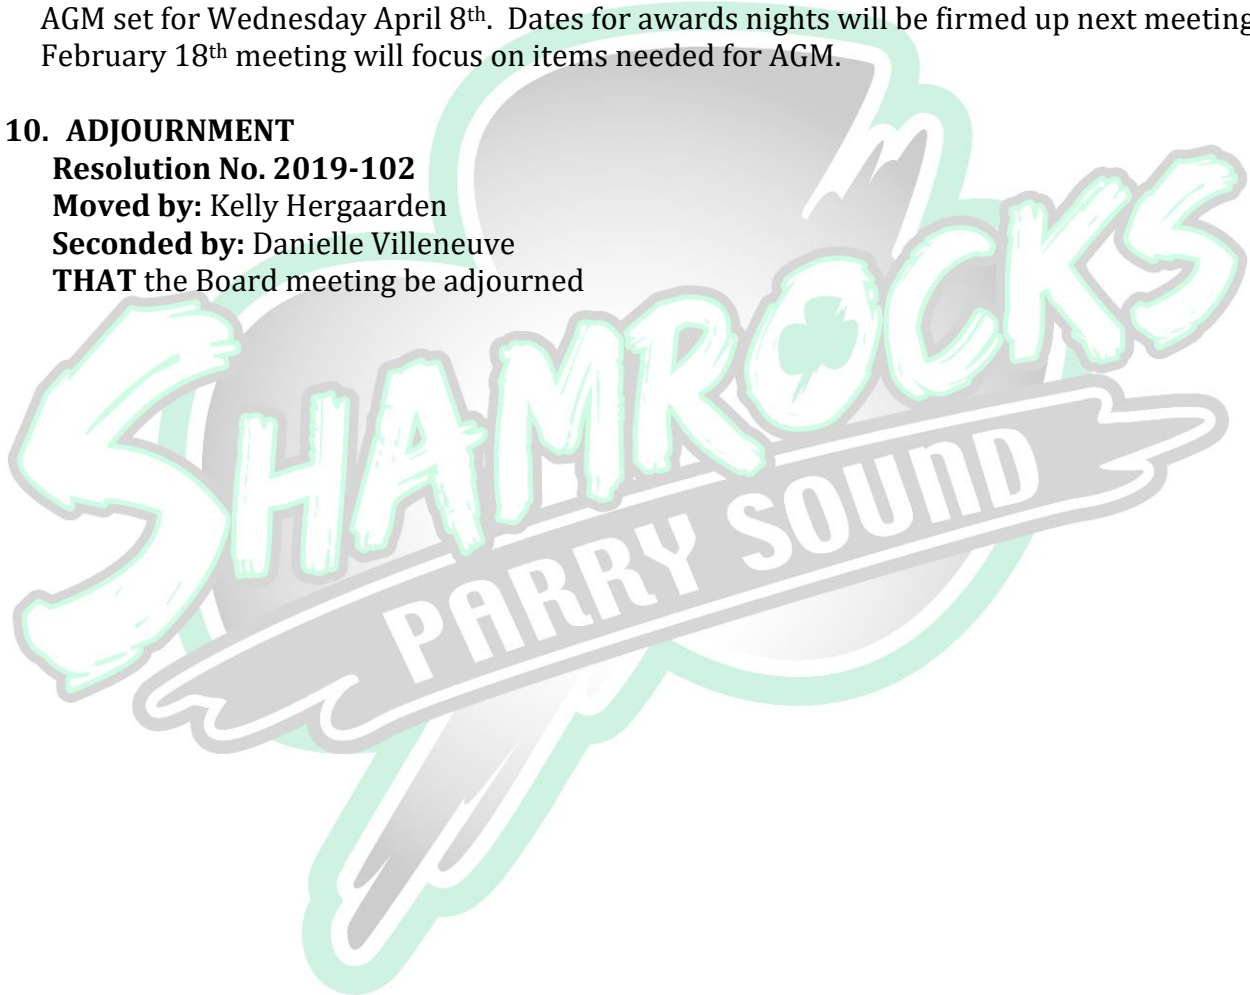 AGM set for Wednesday April 8th.  Dates for awards nights will be firmed up next meeting
February 18th meeting will focus on items needed for AGM.
10. ADJOURNMENT
Resolution No. 2019-102
Moved by: Kelly Hergaarden
Seconded by: Danielle Villeneuve
THAT the Board meeting be adjourned
SHAMROCKS
PARRY SOUND